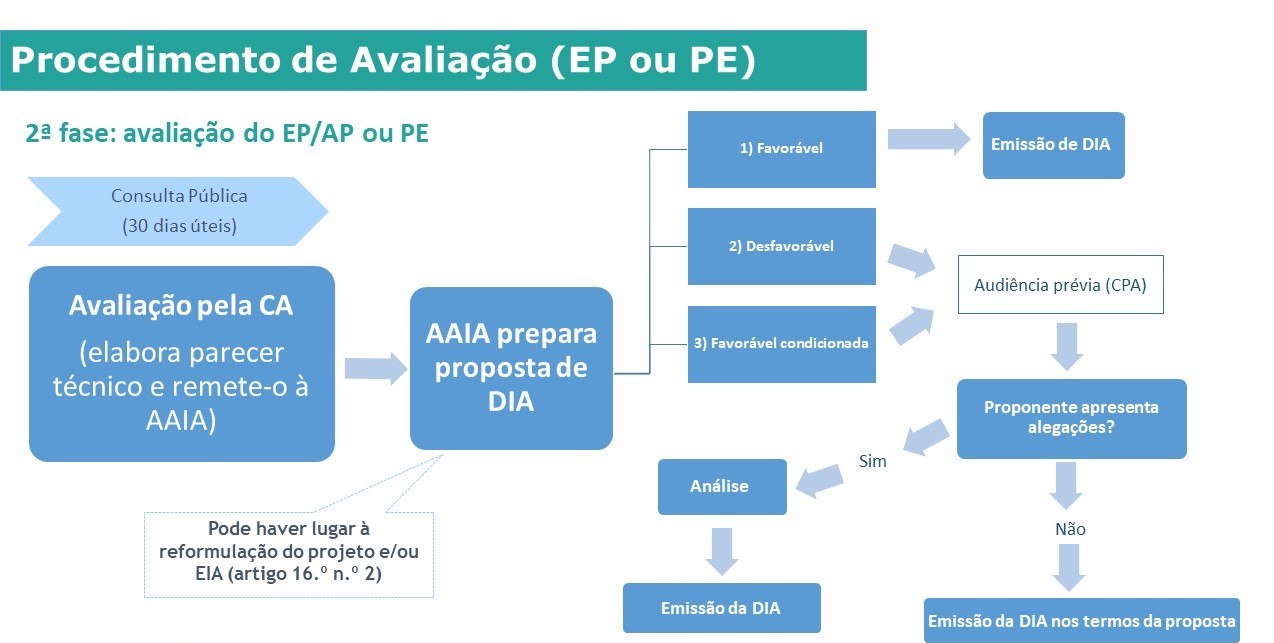 Procedimento de Avaliação (EP ou PE)
2ª fase: avaliação do EP/AP ou PE
Consulta Pública
(30 dias úteis)
Avaliação pela CA
(elabora parecer
técnico e remete-o à
AAIA)
AAIA prepara
proposta de
DIA
Pode haver lugar à
reformulação do projeto e/ou
EIA (artigo 16.º n.º 2)
1) Favorável
2) Desfavorável
3) Favorável condicionada
Emissão de DIA
Audiência prévia (CPA)
Proponente apresenta
alegações?
Sim
Análise
Emissão da DIA
Não
Emissão da DIA nos termos da proposta